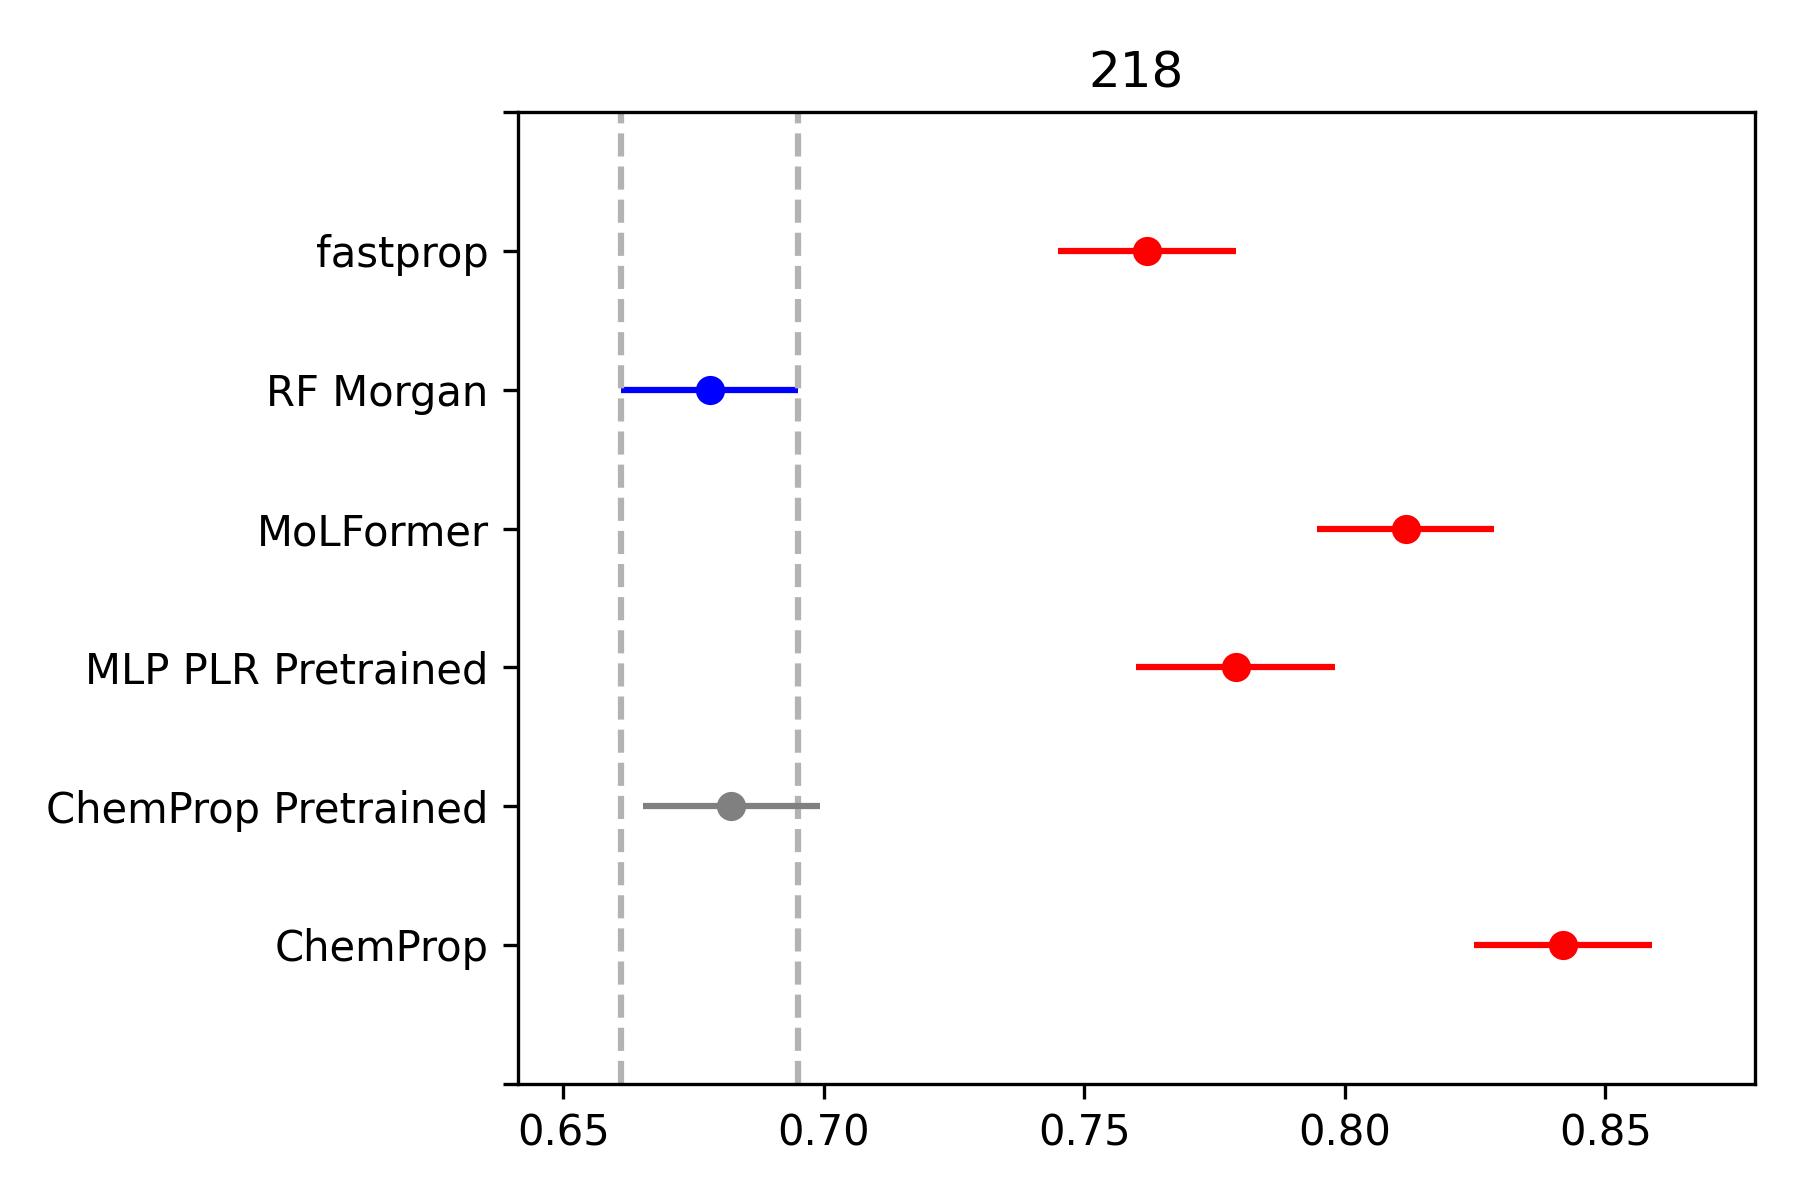 218
fastprop
RF Morgan
MoLFormer
MLP PLR Pretrained
ChemProp Pretrained
ChemProp
0.65 0.70 0.75 0.80 0.85